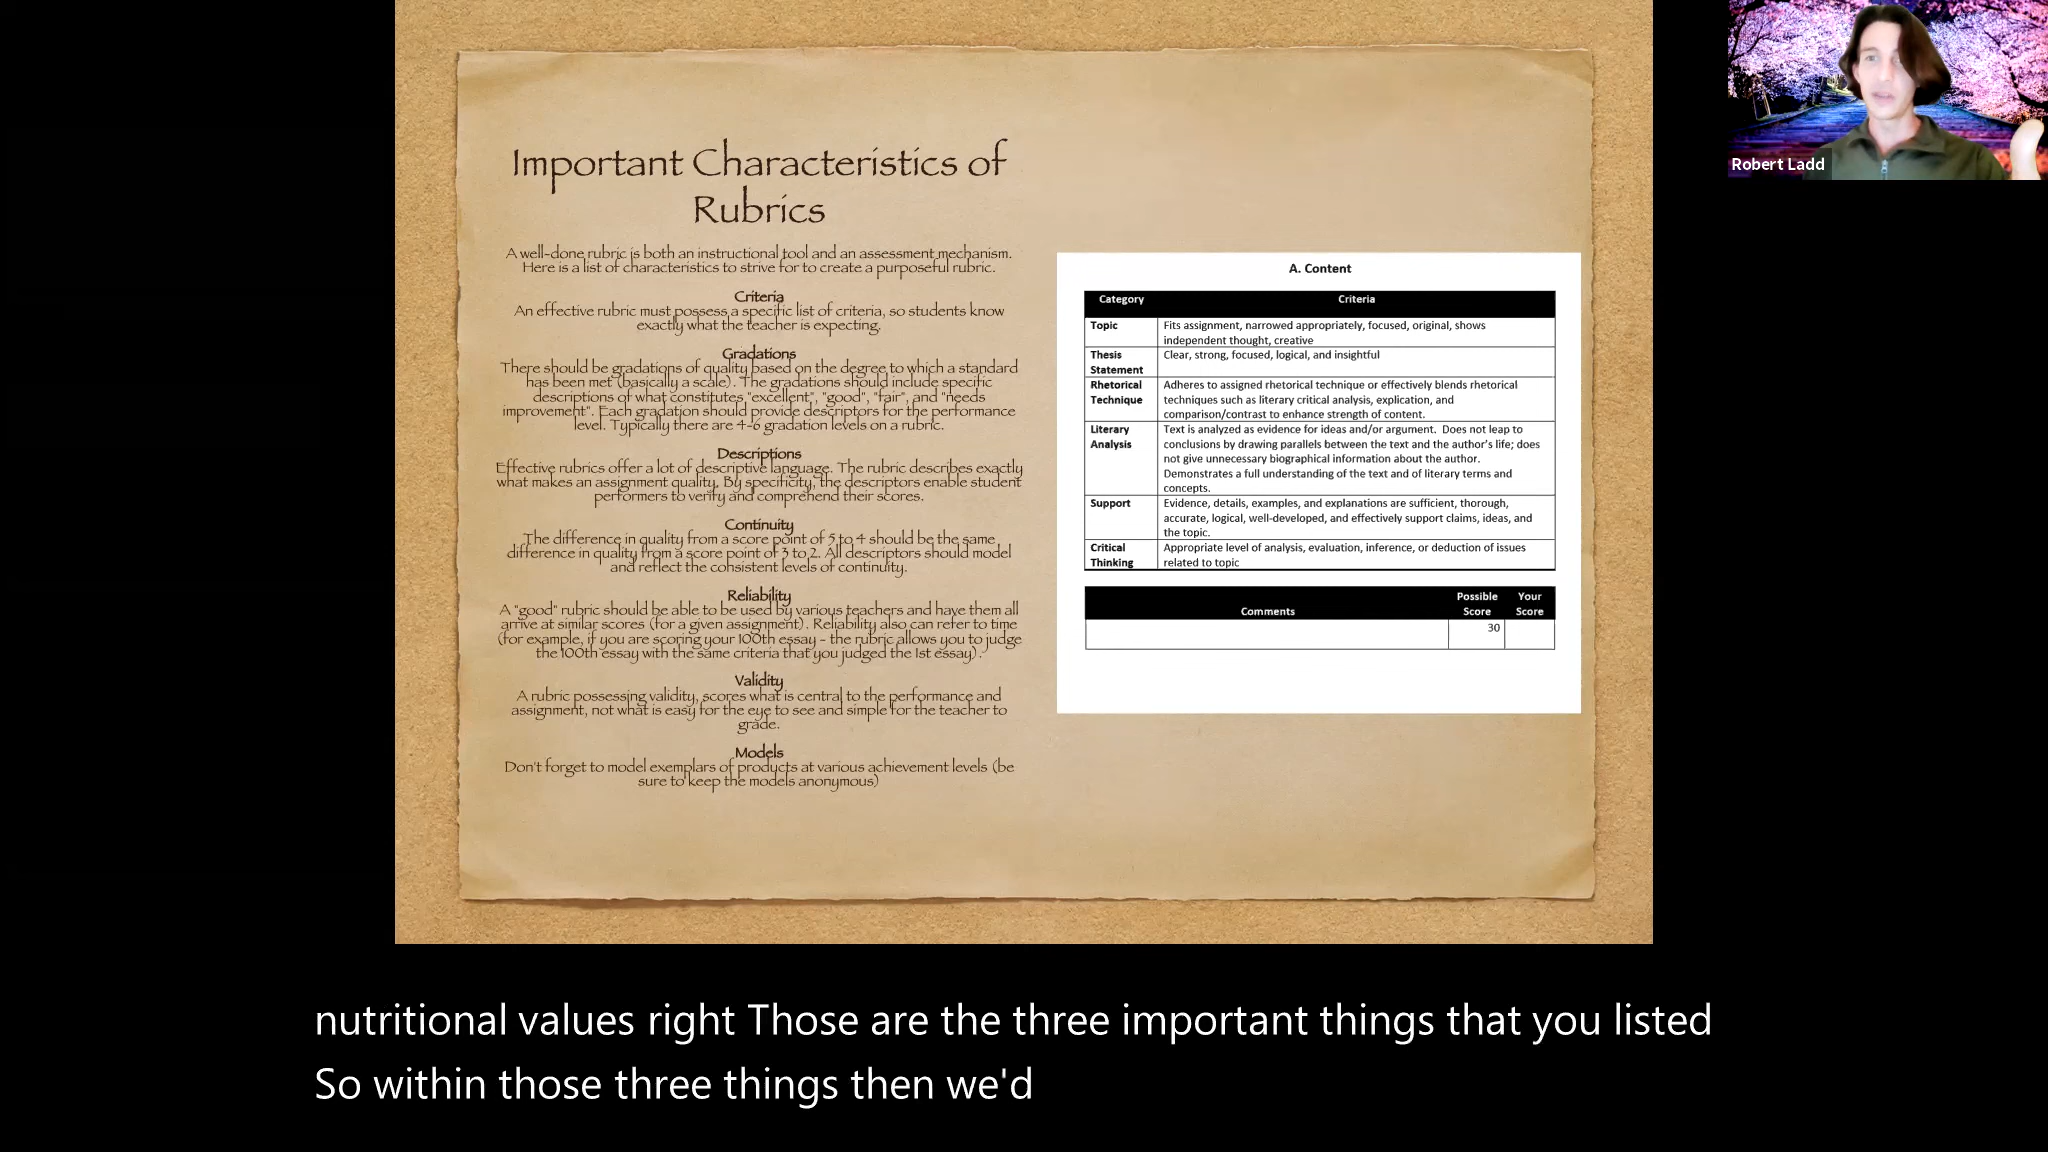 Important Characteristics of
Rubrics
A well-done rubric is both an instructional tool and an assessment mechanism.
Here is a list of characteristics to strive for to create a purposeful rubric.
Criteria
An effective rubric must possess a specific list of criteria, so students know
exactly what the teacher is expecting.
Gradations
There should be gradations of quality based on the degree to which a standard
has been met (basically a scale). The gradations should include specific
descriptions of what constitutes "excellent", "good", "fair", and "needs
improvement". Each gradation should provide descriptors for the performance
level. Typically there are 4-6 gradation levels on a rubric.
Descriptions
Effective rubrics offer a lot of descriptive language. The rubric describes exactly
what makes an assignment quality. By specificity, the descriptors enable student
performers to verify and comprehend their scores.
Continuity
The difference in quality from a score point of 5 to 4 should be the same
difference in quality from a score point of 3 to 2. All descriptors should model
and reflect the consistent levels of continuity.
Reliability
A "good" rubric should be able to be used by various teachers and have them all
arrive at similar scores (for a given assignment). Reliability also can refer to time
(for example, if you are scoring your 100th essay - the rubric allows you to judge
the 100th essay with the same criteria that you judged the 1st essay).
Validity
A rubric possessing validity, scores what is central to the performance and
assignment, not what is easy for the eye to see and simple for the teacher to
grade.
Models
Don't forget to model exemplars of products at various achievement levels (be
sure to keep the models anonymous)
A. Content
Category Criteria
Topic Fits assignment, narrowed appropriately, focused, original, shows
independent thought, creative
Thesis Clear, strong, focused, logical, and insightful
Statement
Rhetorical Adheres to assigned rhetorical technique or effectively blends rhetorical
Technique techniques such as literary critical analysis, explication, and
comparison/contrast to enhance strength of content.
Literary Text is analyzed as evidence for ideas and/or argument. Does not leap to
Analysis conclusions by drawing parallels between the text and the author's life; does
not give unnecessary biographical information about the author.
Demonstrates a full understanding of the text and of literary terms and
concepts.
Support Evidence, details, examples, and explanations are sufficient, thorough,
accurate, logical, well-developed, and effectively support claims, ideas, and
the topic.
Critical Appropriate level of analysis, evaluation, inference, or deduction of issues
Thinking related to topic
Possible Your
Comments Score Score
30
Robert Ladd
nutritional values right Those are the three important things that you listed
So within those three things then we'd